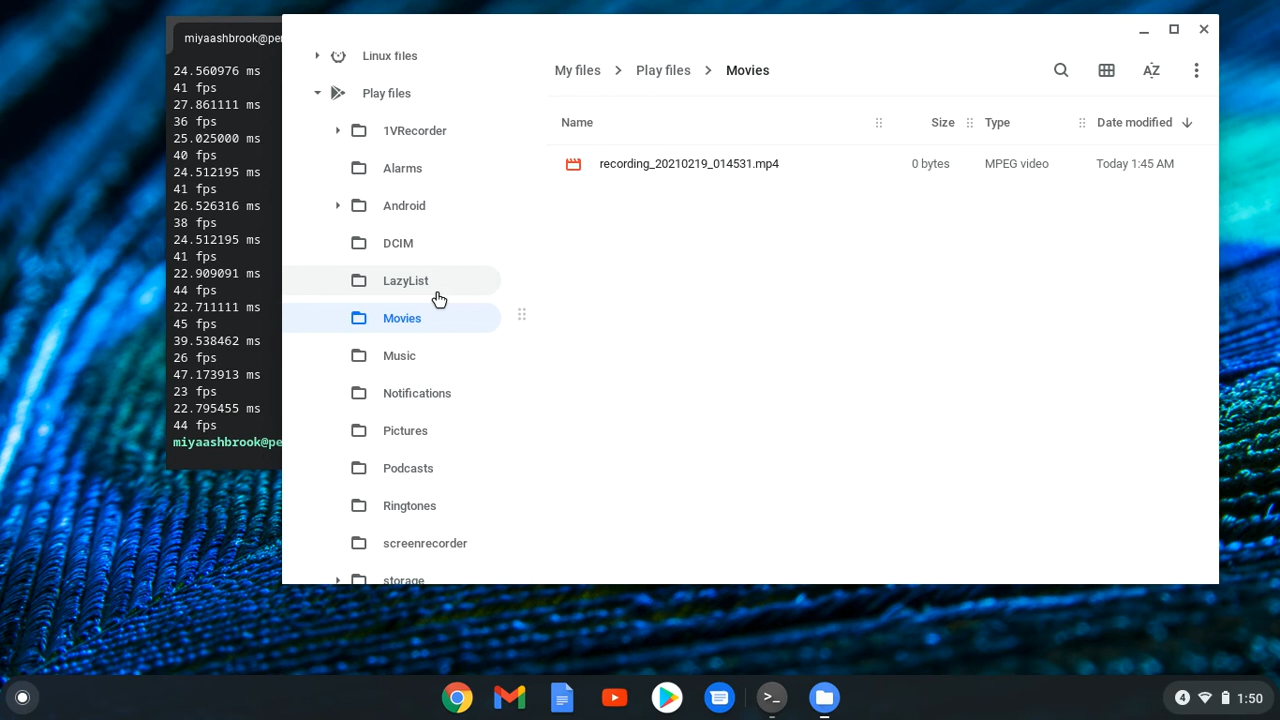 miyaashbrook@pe
24.560976 ms
41 fps
27.861111 ms
36 fps
25.025000 ms
40 fps
24.512195 ms
41 fps
26.526316 ms
38 fps
24.512195 ms
41 fps
22.909091 ms
44 fps
22.711111 ms
45 fps
39.538462 ms
26 fps
47.173913 ms
23 fps
22.795455 ms
44 fps
miyaashbrook@pe
Linux files
Play files
1VRecorder
Alarms
Android
DCIM
LazyList
Movies
Music
Notifications
Pictures
Podcasts
Ringtones
screenrecorder
storage
My files Play files Movies
AZ
Name Size Type Date modified
recording_20210219_014531.mp4 0 bytes MPEG video Today 1:45 AM
>_
4 1:50